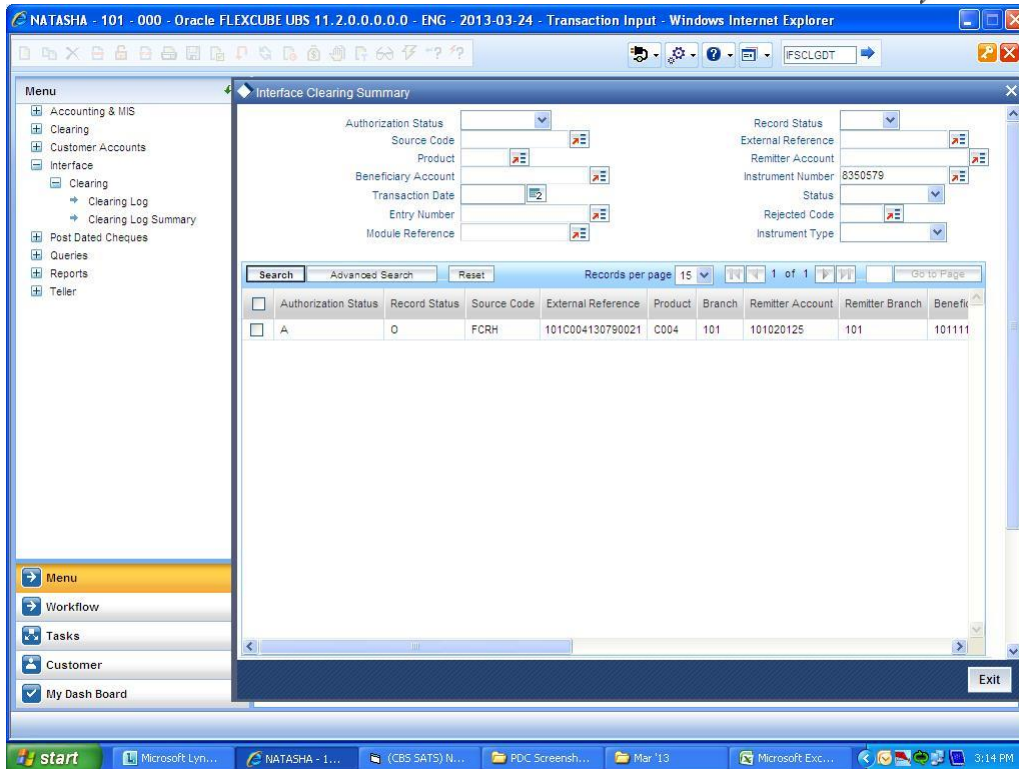 NATASHA - 101 - 000 - Oracle FLEXCUBE UBS 11.2.0.0.0.0.0 - ENG - 2013-03-24 - Transaction Input - Windows Internet Explorer
IFSCLGDT
Menu
Accounting & MIS
Clearing
Customer Accounts
Interface
Clearing
Clearing Log
Clearing Log Summary
Post Dated Cheques
Queries
Reports
Teller
Menu
Workflow
Tasks
Customer
My Dash Board
Interface Clearing Summary
Authorization Status
Record Status
Source Code
External Reference
Product
Remitter Account
Beneficiary Account
Instrument Number 8350579
Transaction Date
Status
Entry Number
Rejected Code
Module Reference
Instrument Type
Search Advanced Search Reset Records per page 15 1 of 1 Go to Page
Authorization Status Record Status Source Code External Reference Product Branch Remitter Account Remitter Branch Benefic
A O FCRH 101C004130790021 C004 101 101020125 101 101111
Exit
start Microsoft Lyn... NATASHA - 1... (CBS SATS) N... PDC Screensh... Mar '13 Microsoft Exc... 3:14 PM